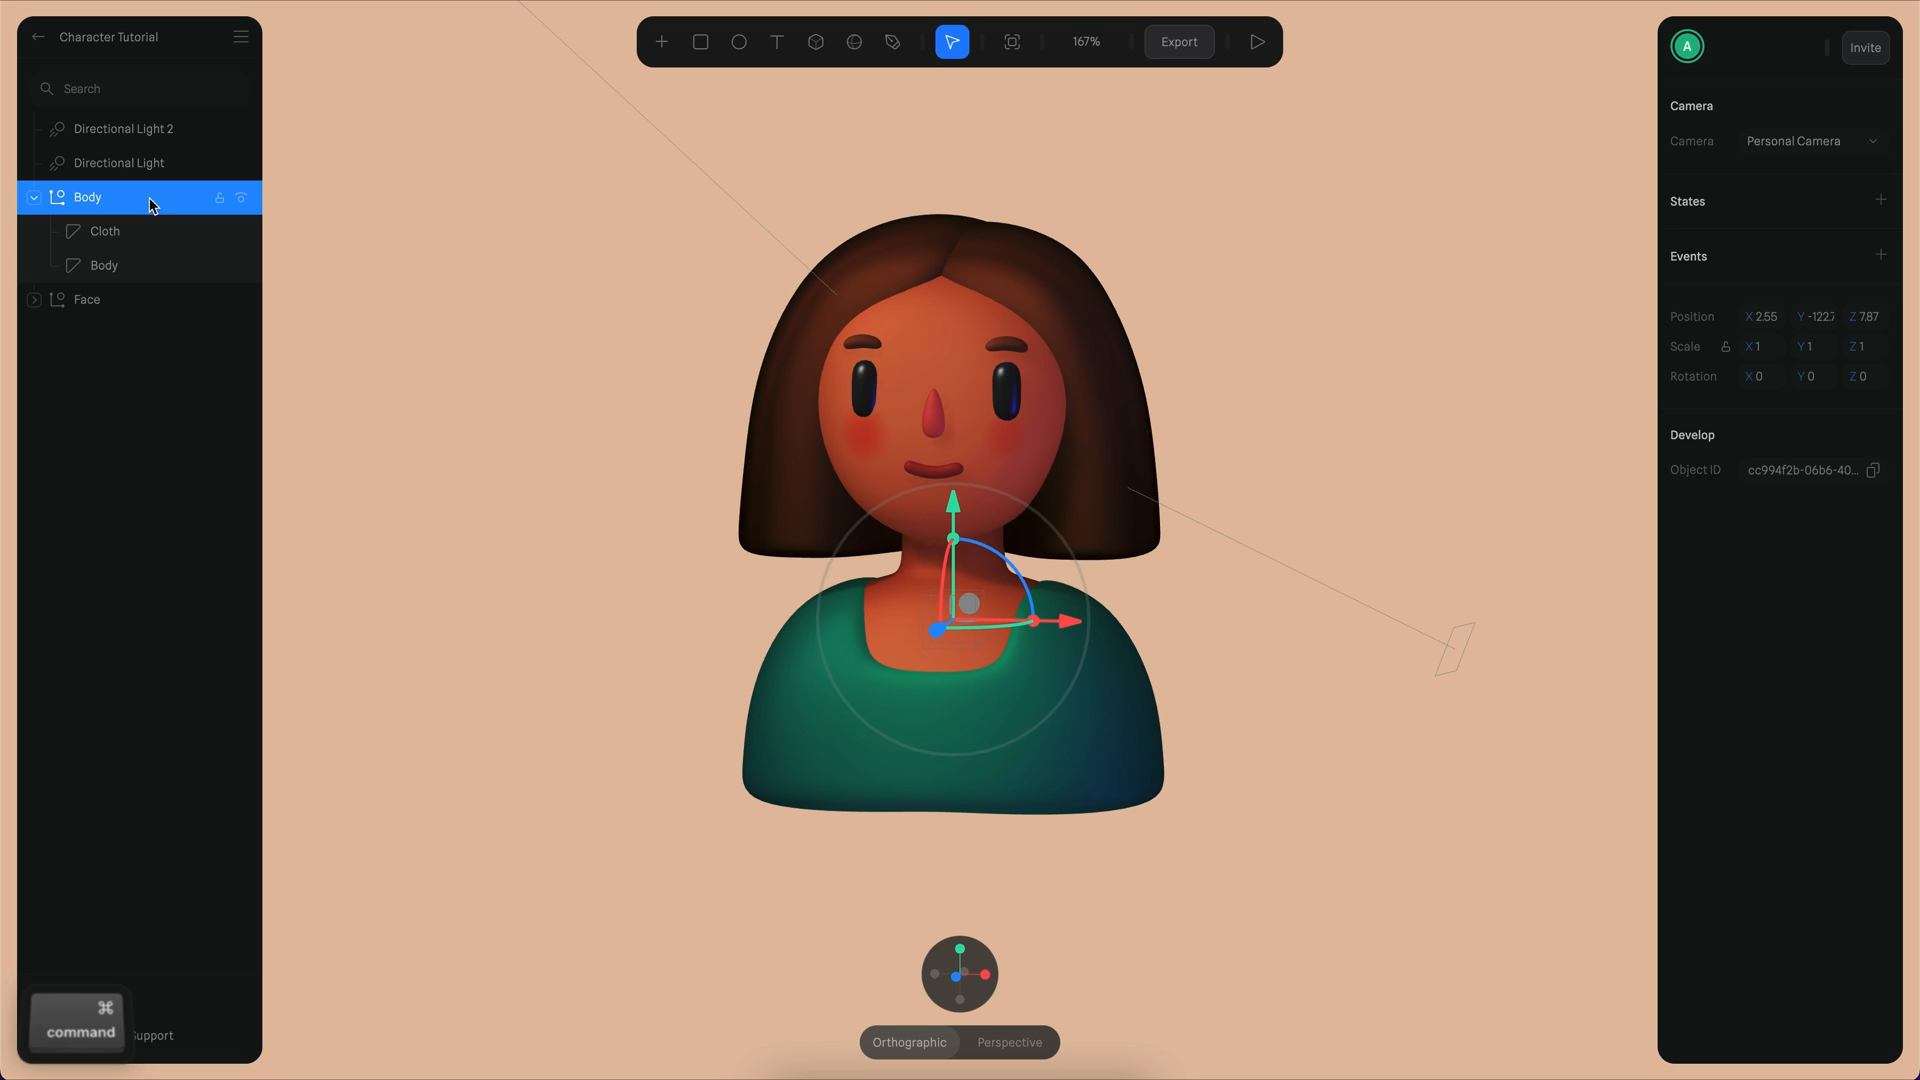 Character Tutorial
Search
Directional Light 2
Directional Light
Body
Cloth
Body
Face
⌘
command
Support
T
167%
Export
Orthographic
Perspective
A
Invite
Camera
Camera
Personal Camera
States
Events
Position X 2.55 Y -122.7 Z 7.87
Scale X 1 Y 1 Z 1
Rotation X 0 Y 0 Z 0
Develop
Object ID cc994f2b-06b6-40...